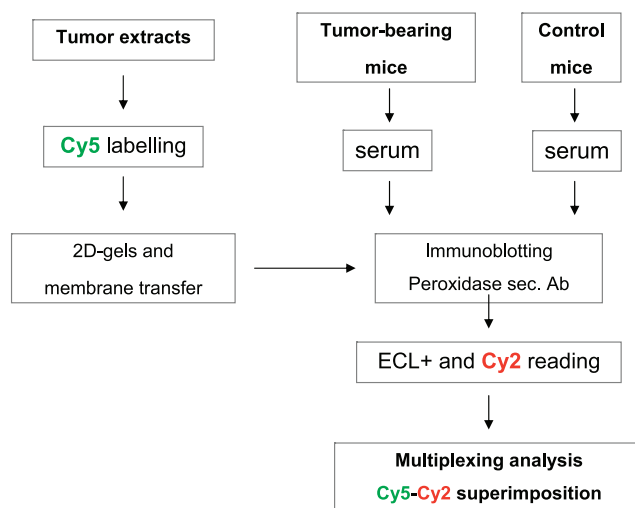 Tumor extracts
Cy5 labelling
2D-gels and
membrane transfer
Tumor-bearing
mice
serum
Control
mice
serum
Immunoblotting
Peroxidase sec. Ab
ECL+ and Cy2 reading
Multiplexing analysis
Cy5-Cy2 superimposition